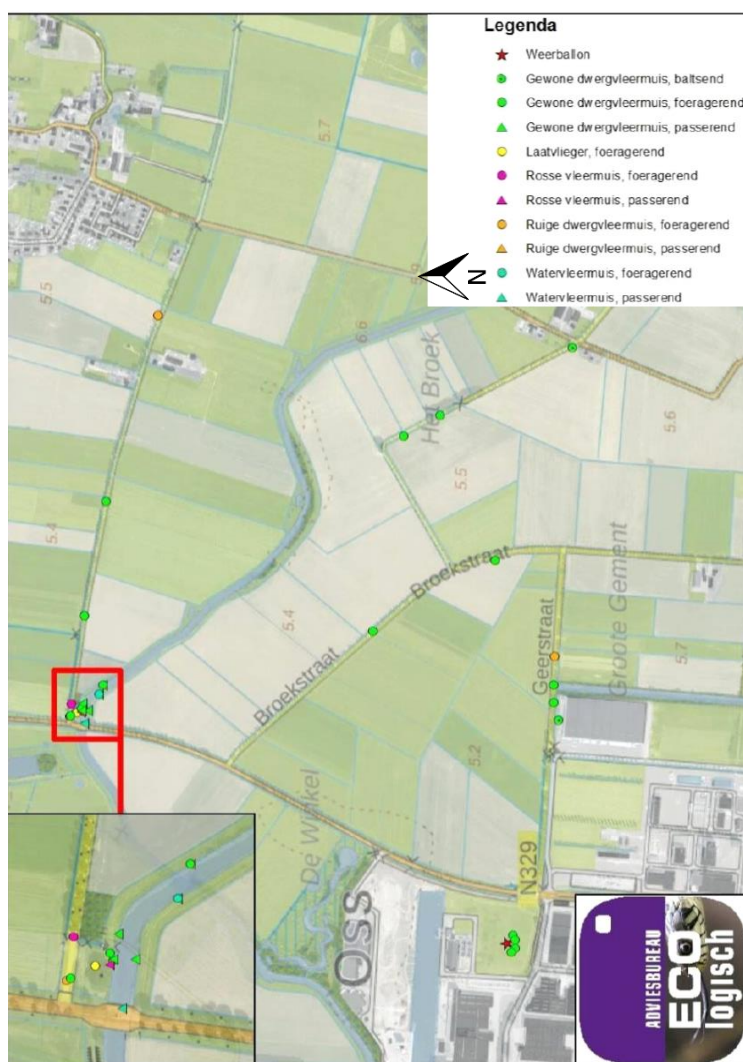 Legenda
Weerballon
Gewone dwergvleermuis, baltsend
Gewone dwergvleermuis, foeragerend
Gewone dwergvleermuis, passerend
Laatvlieger, foeragerend
Rosse vleermuis, foeragerend
Rosse vleermuis, passerend
Ruige dwergvleermuis, foeragerend
Ruige dwergvleermuis, passerend
Watervleermuis, foeragerend
Watervleermuis, passerend
N
5.7
5.5
6.6
Het Broek
5.6
5.5
5.4
Broekstraat
Groote Gement
5.4
Geerstraat
5.7
Broekstraat
5.2
De Winkel
N329
Oss
ADVIESBUREAU
ECO
logisch